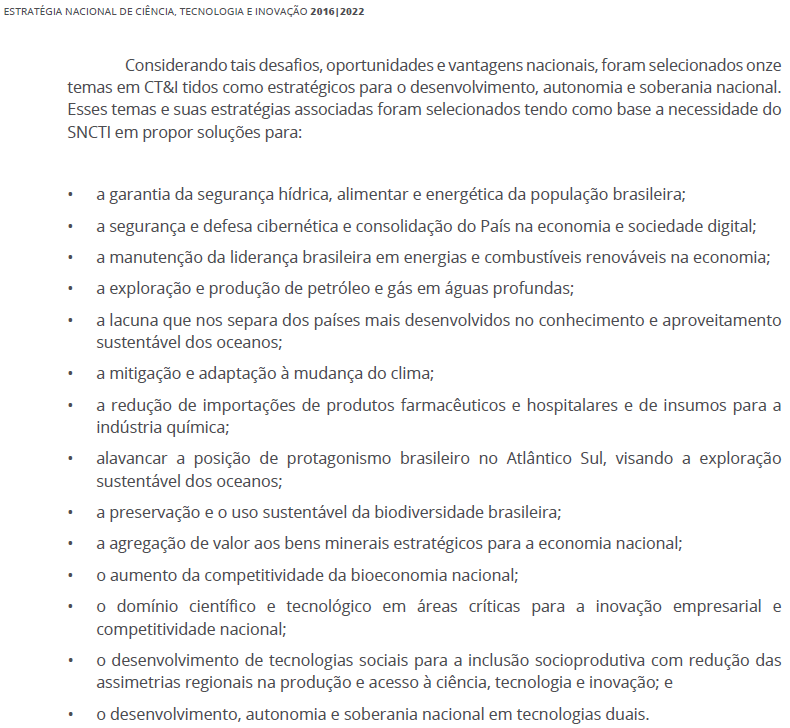 ESTRATÉGIA NACIONAL DE CIÊNCIA, TECNOLOGIA E INOVAÇÃO 2016|2022
Considerando tais desafios, oportunidades e vantagens nacionais, foram selecionados onze
temas em CT&I tidos como estratégicos para o desenvolvimento, autonomia e soberania nacional.
Esses temas e suas estratégias associadas foram selecionados tendo como base a necessidade do
SNCTI em propor soluções para:
• a garantia da segurança hídrica, alimentar e energética da população brasileira;
• a segurança e defesa cibernética e consolidação do País na economia e sociedade digital;
• a manutenção da liderança brasileira em energias e combustíveis renováveis na economia;
• a exploração e produção de petróleo e gás em águas profundas;
• a lacuna que nos separa dos países mais desenvolvidos no conhecimento e aproveitamento
sustentável dos oceanos;
• a mitigação e adaptação à mudança do clima;
• a redução de importações de produtos farmacêuticos e hospitalares e de insumos para a
indústria química;
• alavancar a posição de protagonismo brasileiro no Atlântico Sul, visando a exploração
sustentável dos oceanos;
• a preservação e o uso sustentável da biodiversidade brasileira;
• a agregação de valor aos bens minerais estratégicos para a economia nacional;
• o aumento da competitividade da bioeconomia nacional;
• o domínio científico e tecnológico em áreas críticas para a inovação empresarial e
competitividade nacional;
• o desenvolvimento de tecnologias sociais para a inclusão socioprodutiva com redução das
assimetrias regionais na produção e acesso à ciência, tecnologia e inovação; e
• o desenvolvimento, autonomia e soberania nacional em tecnologias duais.